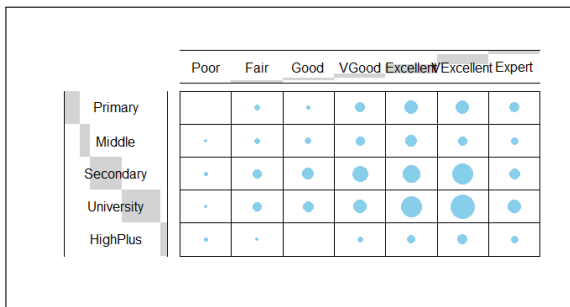 Poor Fair Good VGood Excellent VExcellent Expert
Primary
Middle
Secondary
University
HighPlus